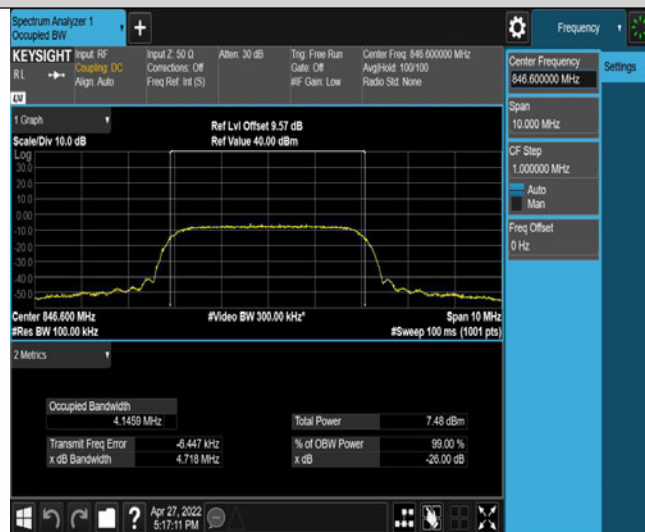 Spectrum Analyzer 1
Occupied BW
Frequency
KEYSIGHT
Input: RF
Coupling: DC
Align: Auto
Input Z: 50 Ω
Corrections: Off
Freq Ref: Int (S)
Atten: 30 dB
Trig: Free Run
Gate: Off
#IF Gain: Low
Center Freq: 846.600000 MHz
Avg|Hold: 100/100
Radio Std: None
R L
LXI
Center Frequency
846.600000 MHz
Settings
Span
10.000 MHz
CF Step
1.000000 MHz
Auto
Man
Freq Offset
0 Hz
1 Graph
Scale/Div 10.0 dB
Ref Lvl Offset 9.57 dB
Ref Value 40.00 dBm
Log
30.0
20.0
10.0
0.00
-10.0
-20.0
-30.0
-40.0
-50.0
Center 846.600 MHz
#Video BW 300.00 kHz*
Span 10 MHz
#Res BW 100.00 kHz
#Sweep 100 ms (1001 pts)
2 Metrics
Occupied Bandwidth
4.1459 MHz
Total Power 7.48 dBm
Transmit Freq Error -6.447 kHz
% of OBW Power 99.00 %
x dB Bandwidth 4.718 MHz
x dB -26.00 dB
?
Apr 27, 2022
5:17:11 PM